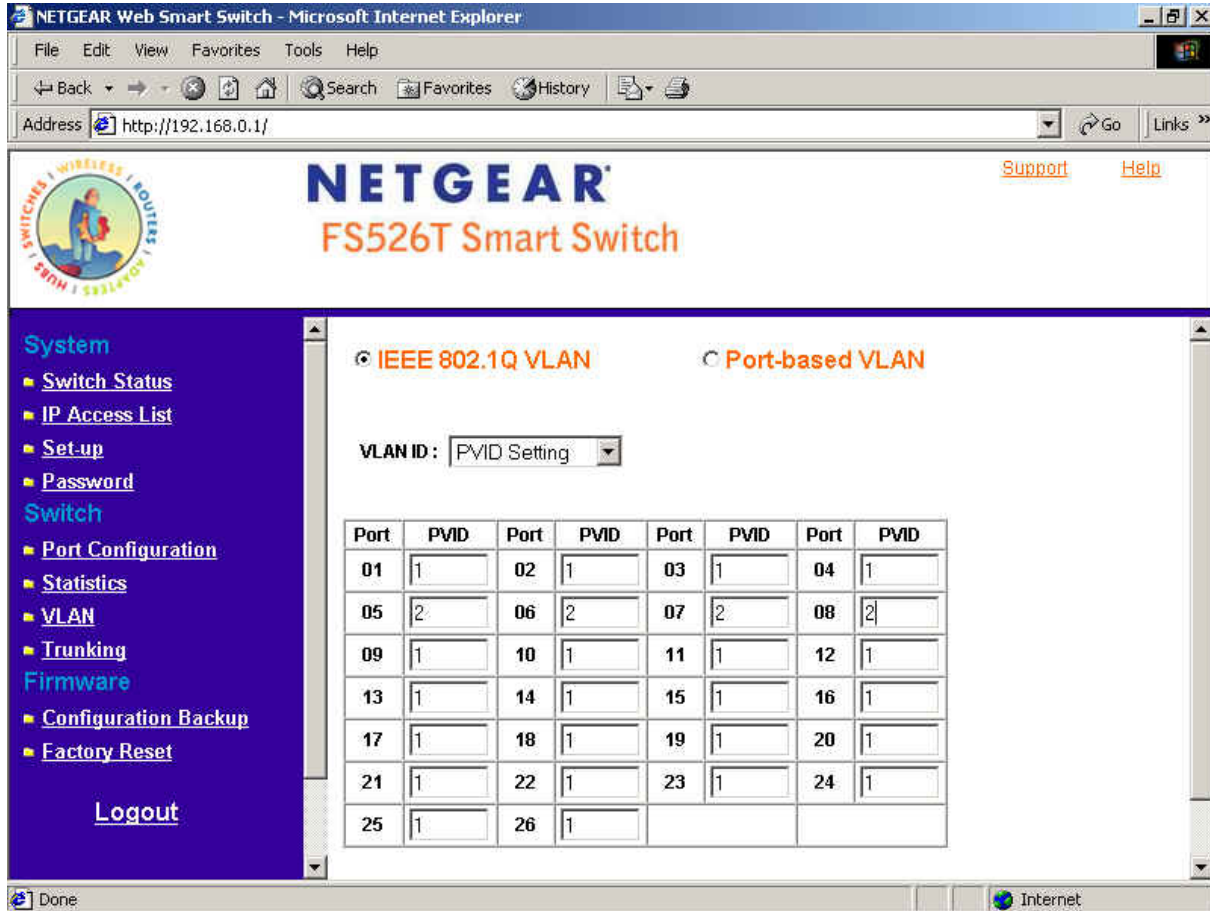 NETGEAR Web Smart Switch - Microsoft Internet Explorer
File Edit View Favorites Tools Help
Back Search Favorites History
Address http://192.168.0.1/ Go Links »
SWITCHES | WIRELESS | ROUTERS | ADAPTERS | HUBS |
NETGEAR
FS526T Smart Switch
Support Help
System
Switch Status
IP Access List
Set-up
Password
Switch
Port Configuration
Statistics
VLAN
Trunking
Firmware
Configuration Backup
Factory Reset
Logout
IEEE 802.1Q VLAN Port-based VLAN
VLAN ID : PVID Setting
Port PVID Port PVID Port PVID Port PVID
01 1 02 1 03 1 04 1
05 2 06 2 07 2 08 2
09 1 10 1 11 1 12 1
13 1 14 1 15 1 16 1
17 1 18 1 19 1 20 1
21 1 22 1 23 1 24 1
25 1 26 1
Done Internet